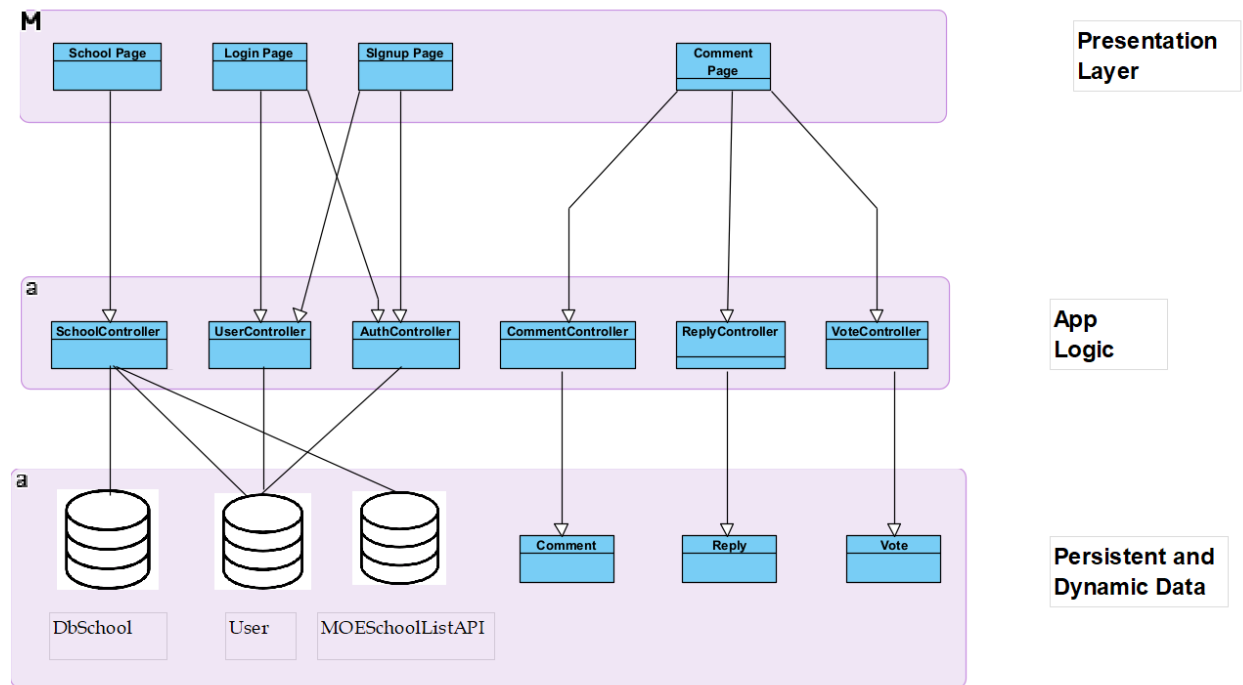 M
School Page
Login Page
SIgnup Page
Comment
Page
Presentation
Layer
a
SchoolController
UserController
AuthController
CommentController
ReplyController
VoteController
App
Logic
a
Comment
Reply
Vote
Persistent and
Dynamic Data
DbSchool
User
MOESchoolListAPI